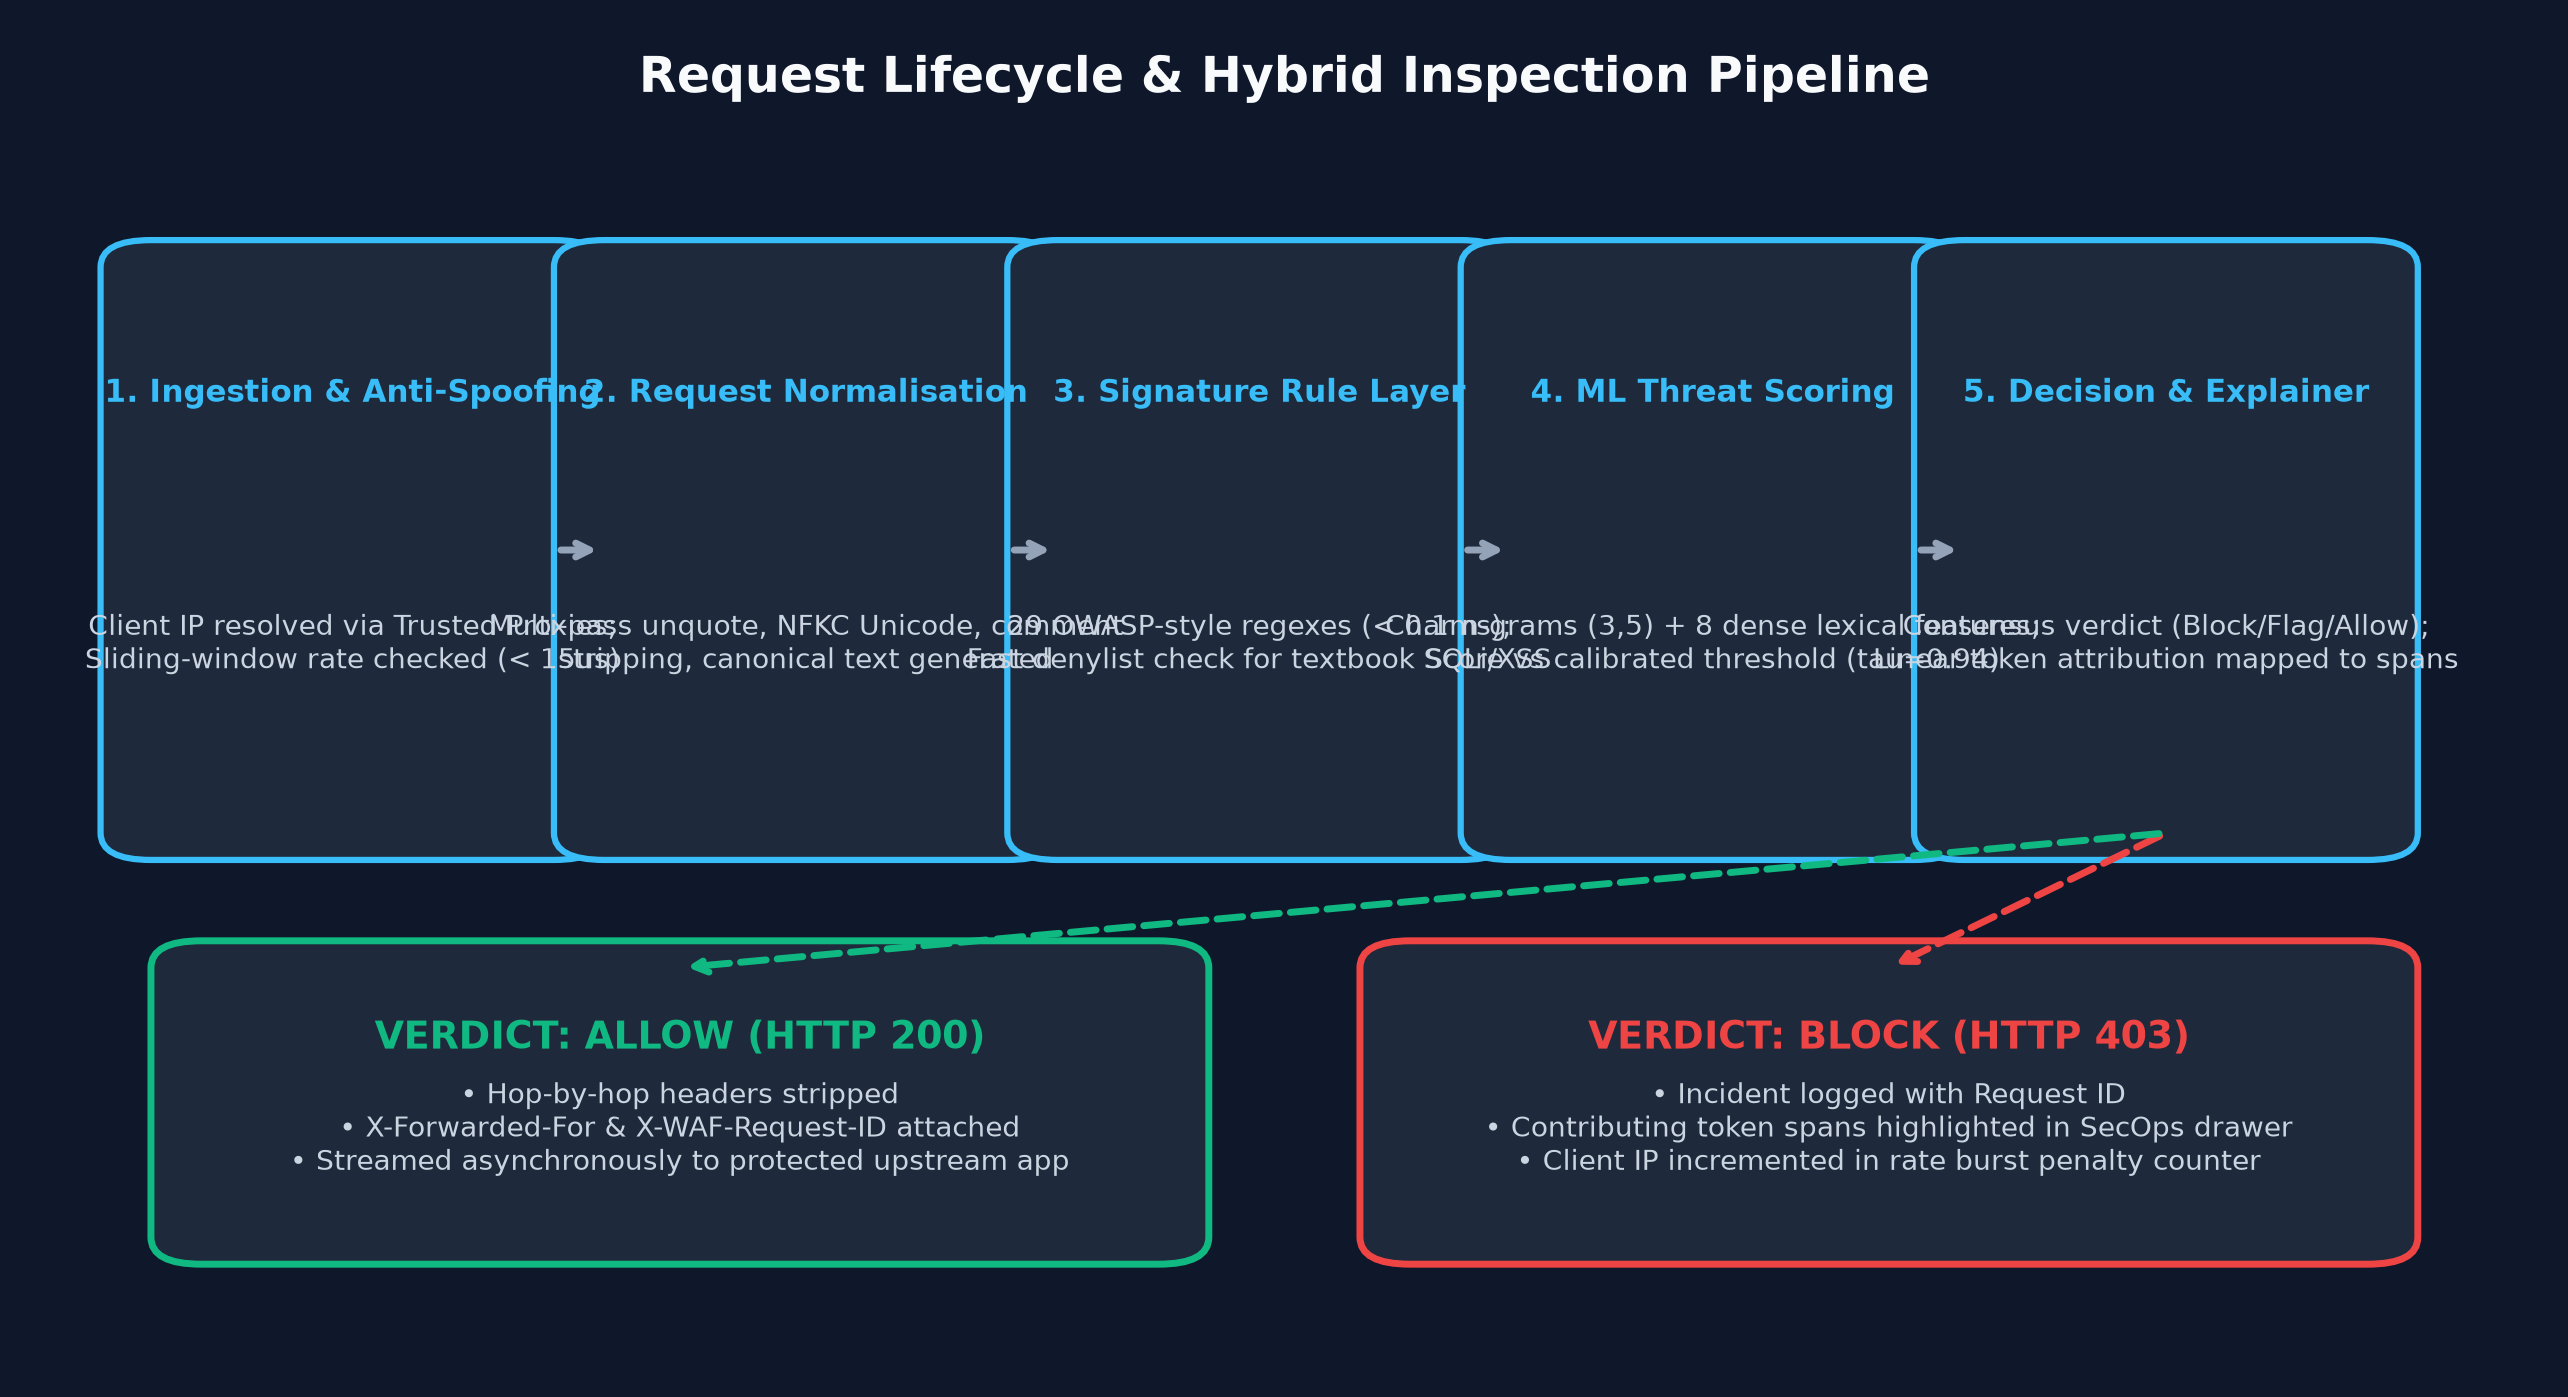 Request Lifecycle & Hybrid Inspection Pipeline
1. Ingestion & Anti-Spoofing
Client IP resolved via Trusted Proxies;
Sliding-window rate checked (< 15us)
2. Request Normalisation
Multi-pass unquote, NFKC Unicode, comment
stripping, canonical text generated
3. Signature Rule Layer
29 OWASP-style regexes (< 0.1 ms);
Fast denylist check for textbook SQLi/XSS
4. ML Threat Scoring
Char n-grams (3,5) + 8 dense lexical features;
Score vs calibrated threshold (tau=0.94)
5. Decision & Explainer
Consensus verdict (Block/Flag/Allow);
Linear token attribution mapped to spans
VERDICT: ALLOW (HTTP 200)
• Hop-by-hop headers stripped
• X-Forwarded-For & X-WAF-Request-ID attached
• Streamed asynchronously to protected upstream app
VERDICT: BLOCK (HTTP 403)
• Incident logged with Request ID
• Contributing token spans highlighted in SecOps drawer
• Client IP incremented in rate burst penalty counter